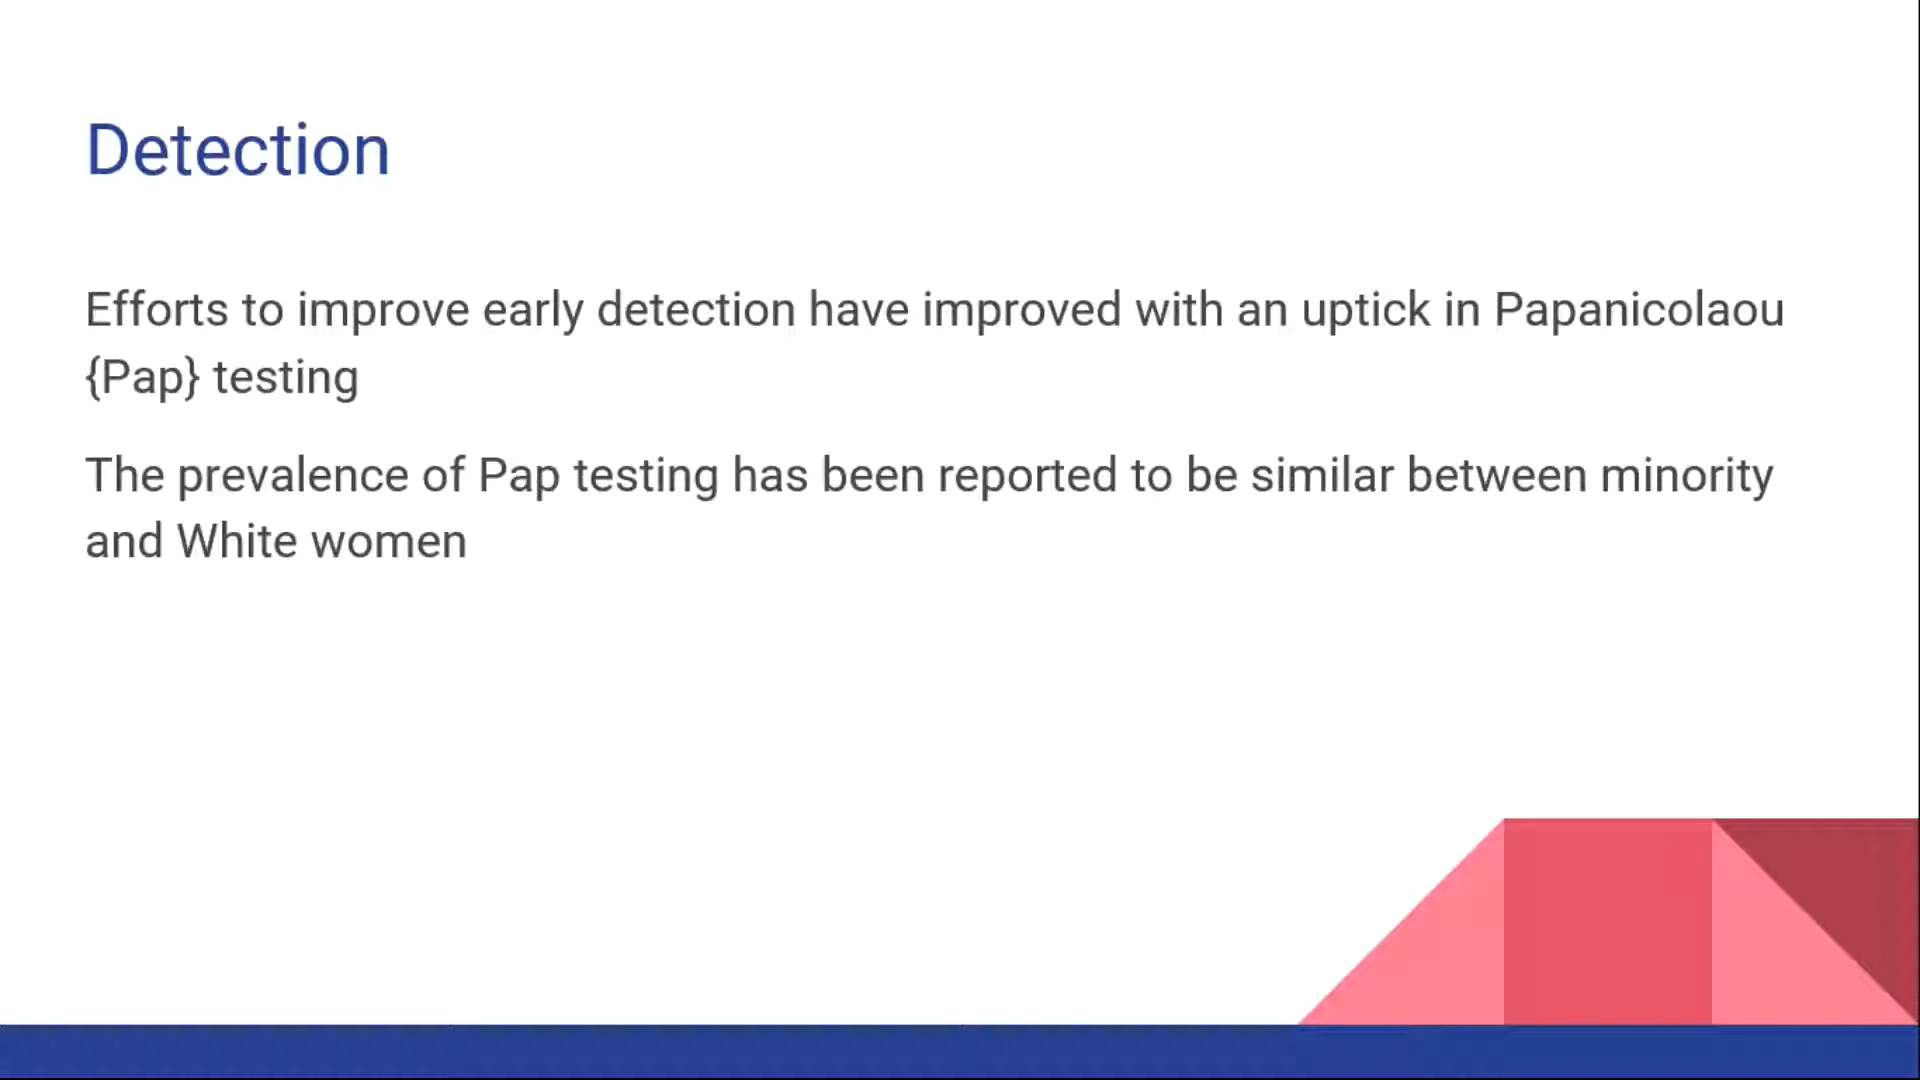 Detection
Efforts to improve early detection have improved with an uptick in Papanicolaou
{Pap} testing
The prevalence of Pap testing has been reported to be similar between minority
and White women